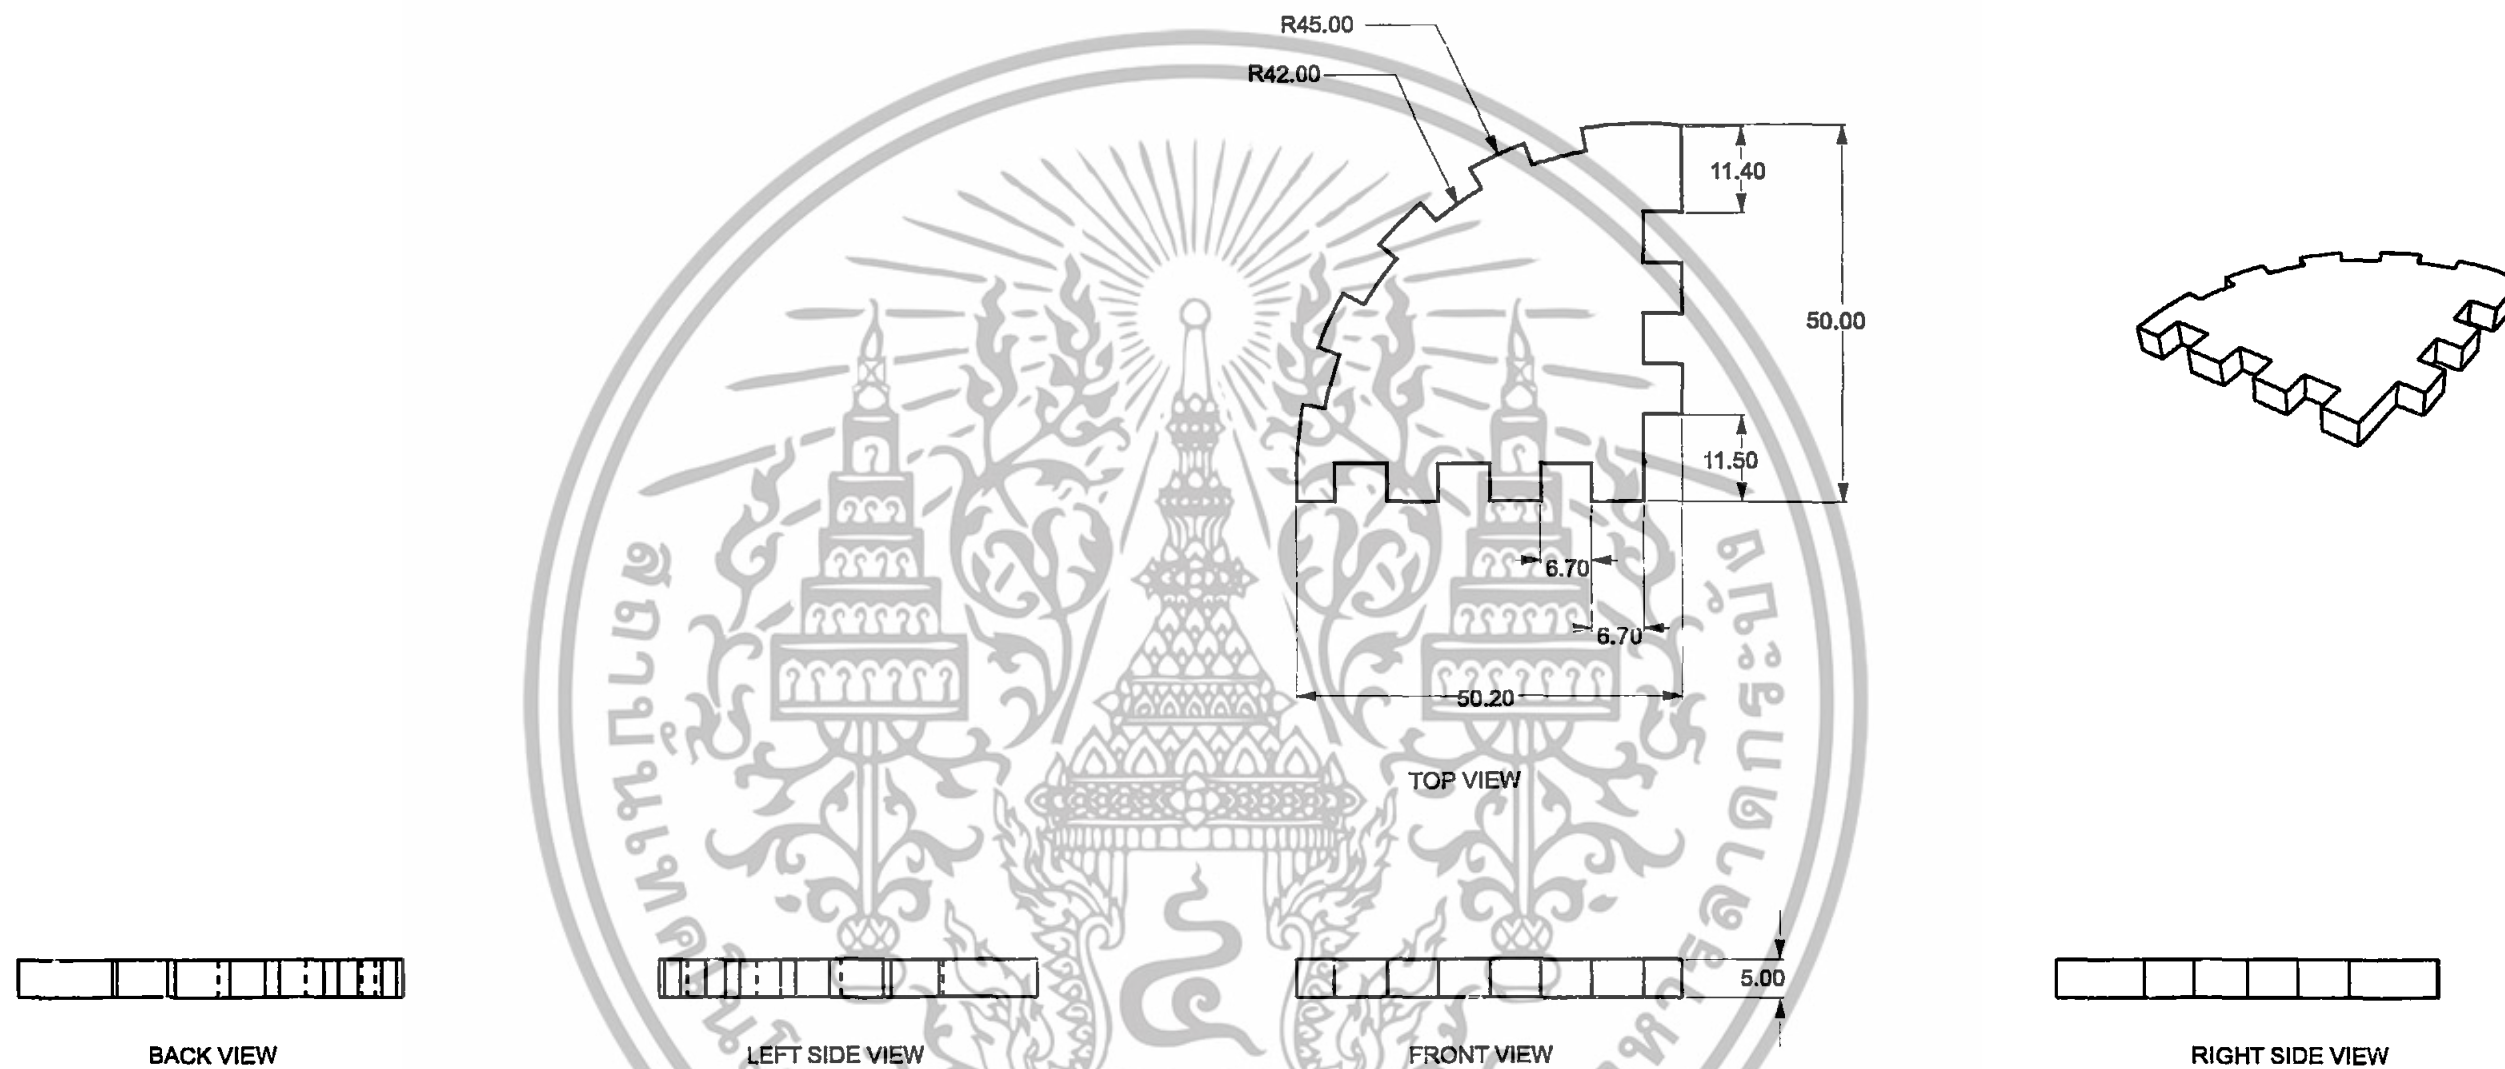 R45.00
R42.00
11.40
50.00
11.50
6.70
6.70
50.20
TOP VIEW
5.00
BACK VIEW
LEFT SIDE VIEW
FRONT VIEW
RIGHT SIDE VIEW